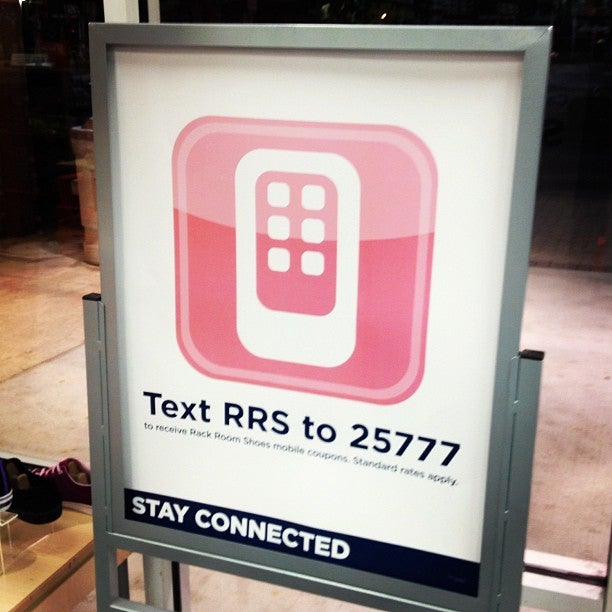 Text RRS to 25777
to receive Rack Room Shoes mobile coupons. Standard rates apply.
STAY CONNECTED